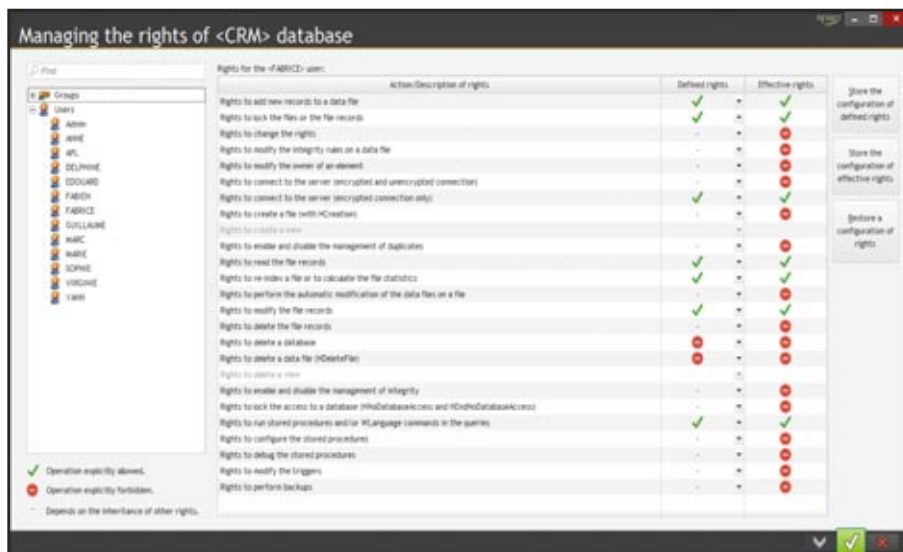 Managing the rights of <CRM> database
Find
Rights for the <FABRICE> user:
Groups
Users
Admin
ANNE
APL
DELPHINE
EDOUARD
FABIEN
FABRICE
GUILLAUME
MARC
MARIE
SOPHIE
VIRGINIE
YANN
Action/Description of rights
Defined rights
Effective rights
Rights to add new records to a data file
Rights to lock the files or the file records
Rights to change the rights
Rights to modify the integrity rules on a data file
Rights to modify the owner of an element
Rights to connect to the server (encrypted and unencrypted connection)
Rights to connect to the server (encrypted connection only)
Rights to create a file (with HCreation)
Rights to create a view
Rights to enable and disable the management of duplicates
Rights to read the file records
Rights to re-index a file or to calculate the file statistics
Rights to perform the automatic modification of the data files on a file
Rights to modify the file records
Rights to delete the file records
Rights to delete a database
Rights to delete a data file (HDeleteFile)
Rights to delete a view
Rights to enable and disable the management of integrity
Rights to lock the access to a database (HNoDatabaseAccess and HEndNoDatabaseAccess)
Rights to run stored procedures and/or WLanguage commands in the queries
Rights to configure the stored procedures
Rights to debug the stored procedures
Rights to modify the triggers
Rights to perform backups
Store the
configuration of
defined rights
Store the
configuration of
effective rights
Restore a
configuration of
rights
Operation explicitly allowed.
Operation explicitly forbidden.
Depends on the inheritance of other rights.